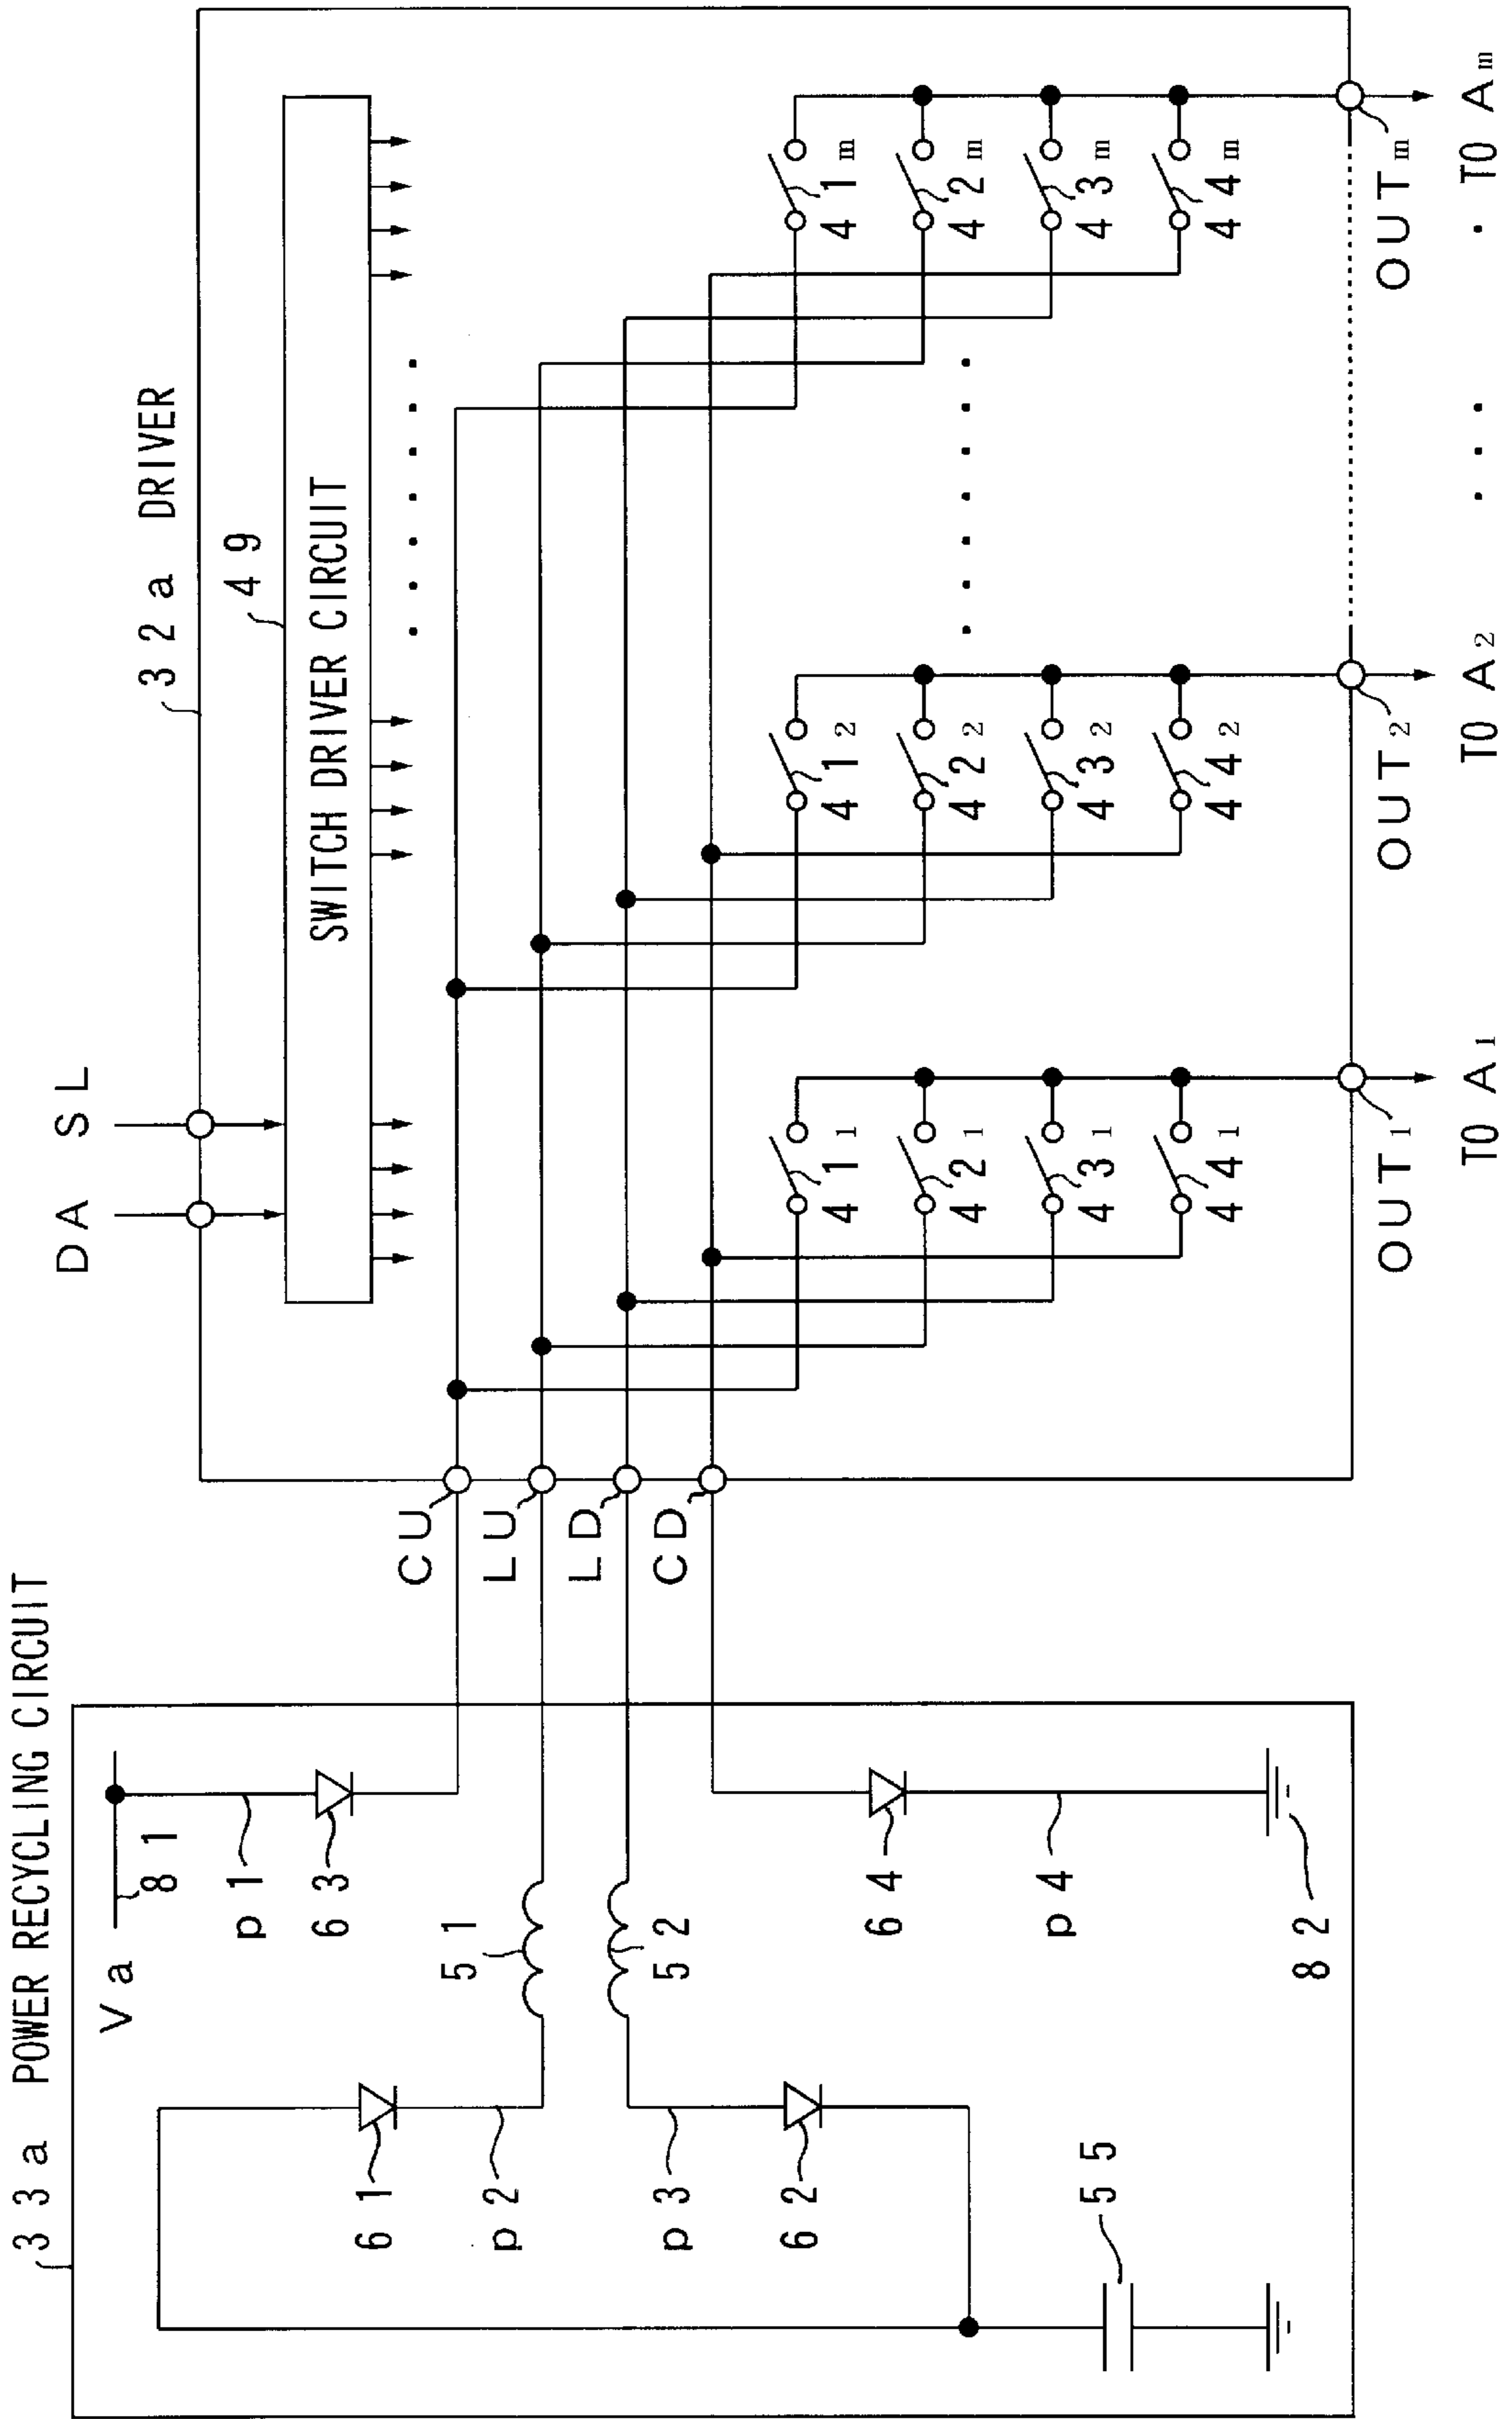 33a POWER RECYCLING CIRCUIT
Va
81
p1
63
61
p2
51
p3
62
52
64
p4
55
82
CU
LU
LD
CD
DA SL
32a DRIVER
49
SWITCH DRIVER CIRCUIT
41₁ 41₂ 41m
42₁ 42₂ 42m
43₁ 43₂ 43m
44₁ 44₂ 44m
OUT₁ OUT₂ OUTm
TO A₁ TO A₂ TO Am